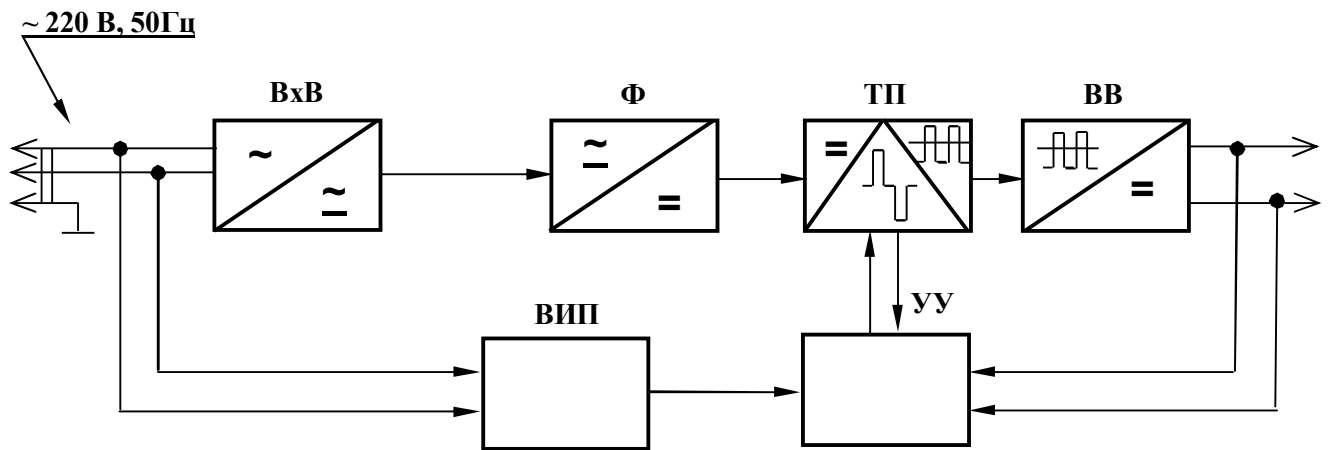 ~ 220 В, 50Гц
ВхВ
Ф
ТП
ВВ
~
≂
≂
=
=
=
УУ
ВИП